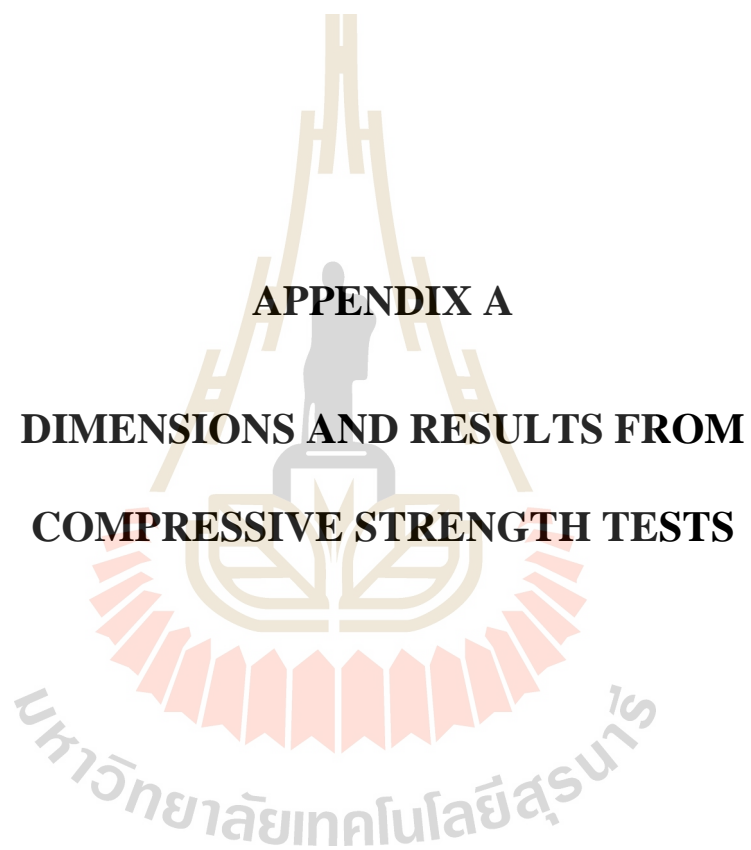 APPENDIX A
DIMENSIONS AND RESULTS FROM
COMPRESSIVE STRENGTH TESTS
มหาวิทยาลัยเทคโนโลยีสุรนารี